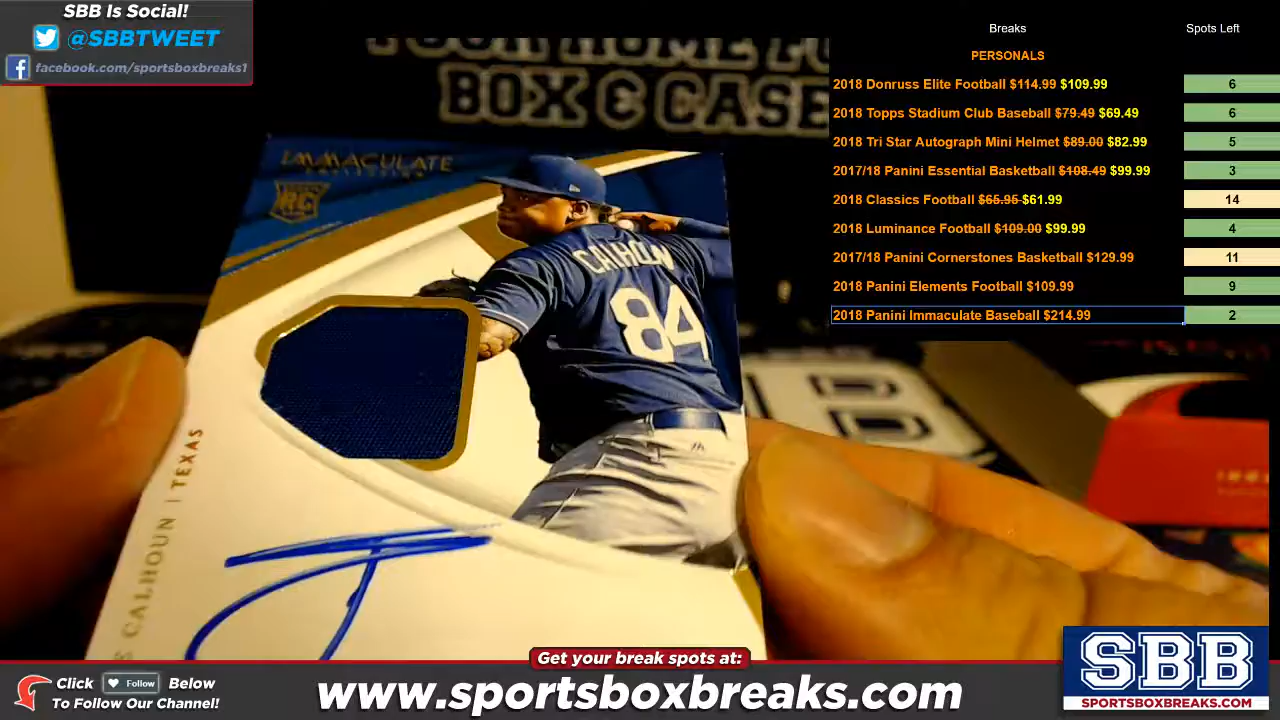 SBB Is Social!
@SBBTWEET
facebook.com/sportsboxbreaks1
BOX & CASE
IMMACULATE
COLLECTION
RC
CALHOUN
84
CALHOUN | TEXAS
Breaks Spots Left
PERSONALS
2018 Donruss Elite Football $114.99 $109.99 6
2018 Topps Stadium Club Baseball $79.49 $69.49 6
2018 Tri Star Autograph Mini Helmet $89.00 $82.99 5
2017/18 Panini Essential Basketball $108.49 $99.99 3
2018 Classics Football $65.95 $61.99 14
2018 Luminance Football $109.00 $99.99 4
2017/18 Panini Cornerstones Basketball $129.99 11
2018 Panini Elements Football $109.99 9
2018 Panini Immaculate Baseball $214.99 2
Get your break spots at:
Click Follow Below
To Follow Our Channel!
www.sportsboxbreaks.com
SBB
SPORTSBOXBREAKS.COM